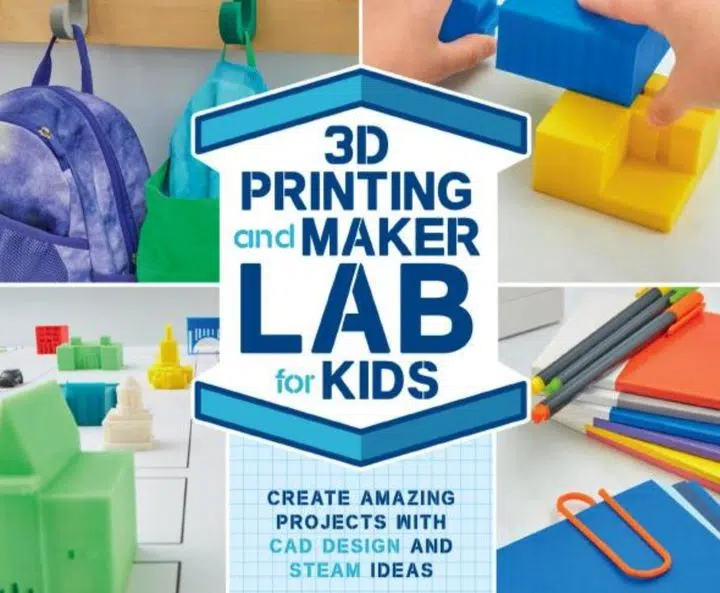 3D
PRINTING
and MAKER
LAB
for KIDS
CREATE AMAZING
PROJECTS WITH
CAD DESIGN AND
STEAM IDEAS